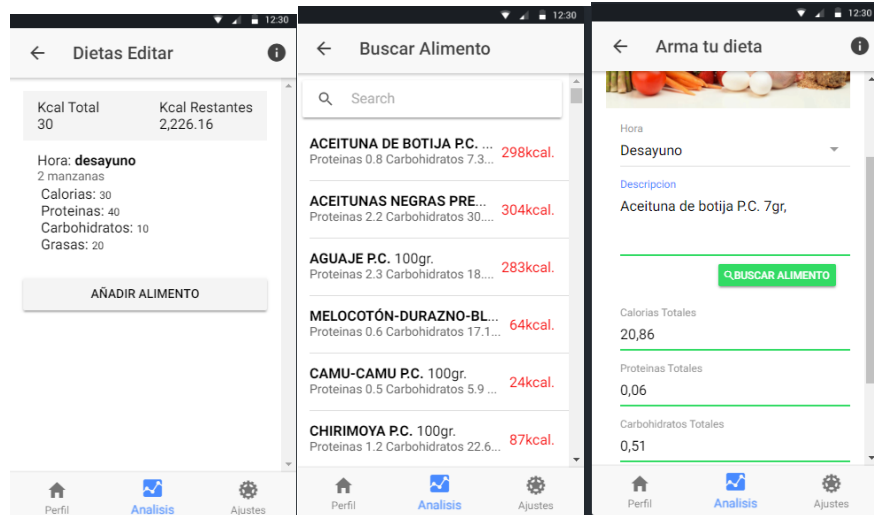 12:30
Dietas Editar
Kcal Total
30
Kcal Restantes
2,226.16
Hora: desayuno
2 manzanas
Calorias: 30
Proteinas: 40
Carbohidratos: 10
Grasas: 20
AÑADIR ALIMENTO
Perfil
Analisis
Ajustes
12:30
Buscar Alimento
Search
ACEITUNA DE BOTIJA P.C. ...
Proteinas 0.8 Carbohidratos 7.3...
298kcal.
ACEITUNAS NEGRAS PRE...
Proteinas 2.2 Carbohidratos 30....
304kcal.
AGUAJE P.C. 100gr.
Proteinas 2.3 Carbohidratos 18....
283kcal.
MELOCOTÓN-DURAZNO-BL...
Proteinas 0.6 Carbohidratos 17.1...
64kcal.
CAMU-CAMU P.C. 100gr.
Proteinas 0.5 Carbohidratos 5.9 ...
24kcal.
CHIRIMOYA P.C. 100gr.
Proteinas 1.2 Carbohidratos 22.6...
87kcal.
Perfil
Analisis
Ajustes
12:30
Arma tu dieta
Hora
Desayuno
Descripcion
Aceituna de botija P.C. 7gr,
BUSCAR ALIMENTO
Calorias Totales
20,86
Proteinas Totales
0,06
Carbohidratos Totales
0,51
Perfil
Analisis
Ajustes